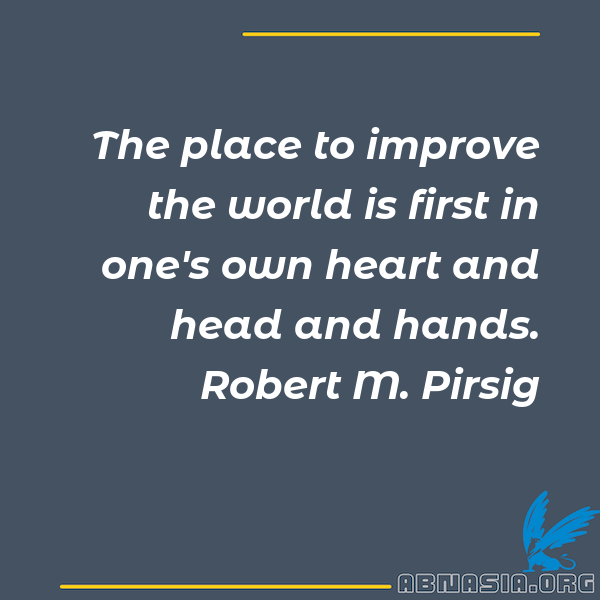 The place to improve
the world is first in
one's own heart and
head and hands.
Robert M. Pirsig
ABNASIA.ORG